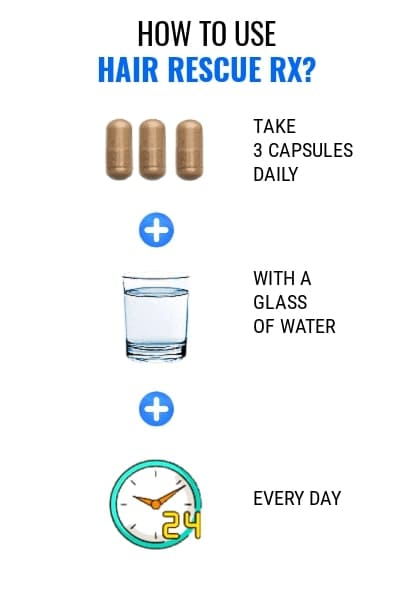 HOW TO USE
HAIR RESCUE RX?
TAKE
3 CAPSULES
DAILY
WITH A
GLASS
OF WATER
24
EVERY DAY